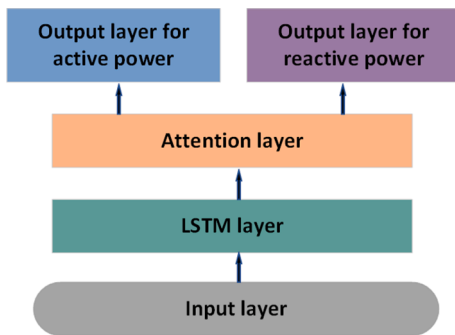 Output layer for
active power
Output layer for
reactive power
Attention layer
LSTM layer
Input layer